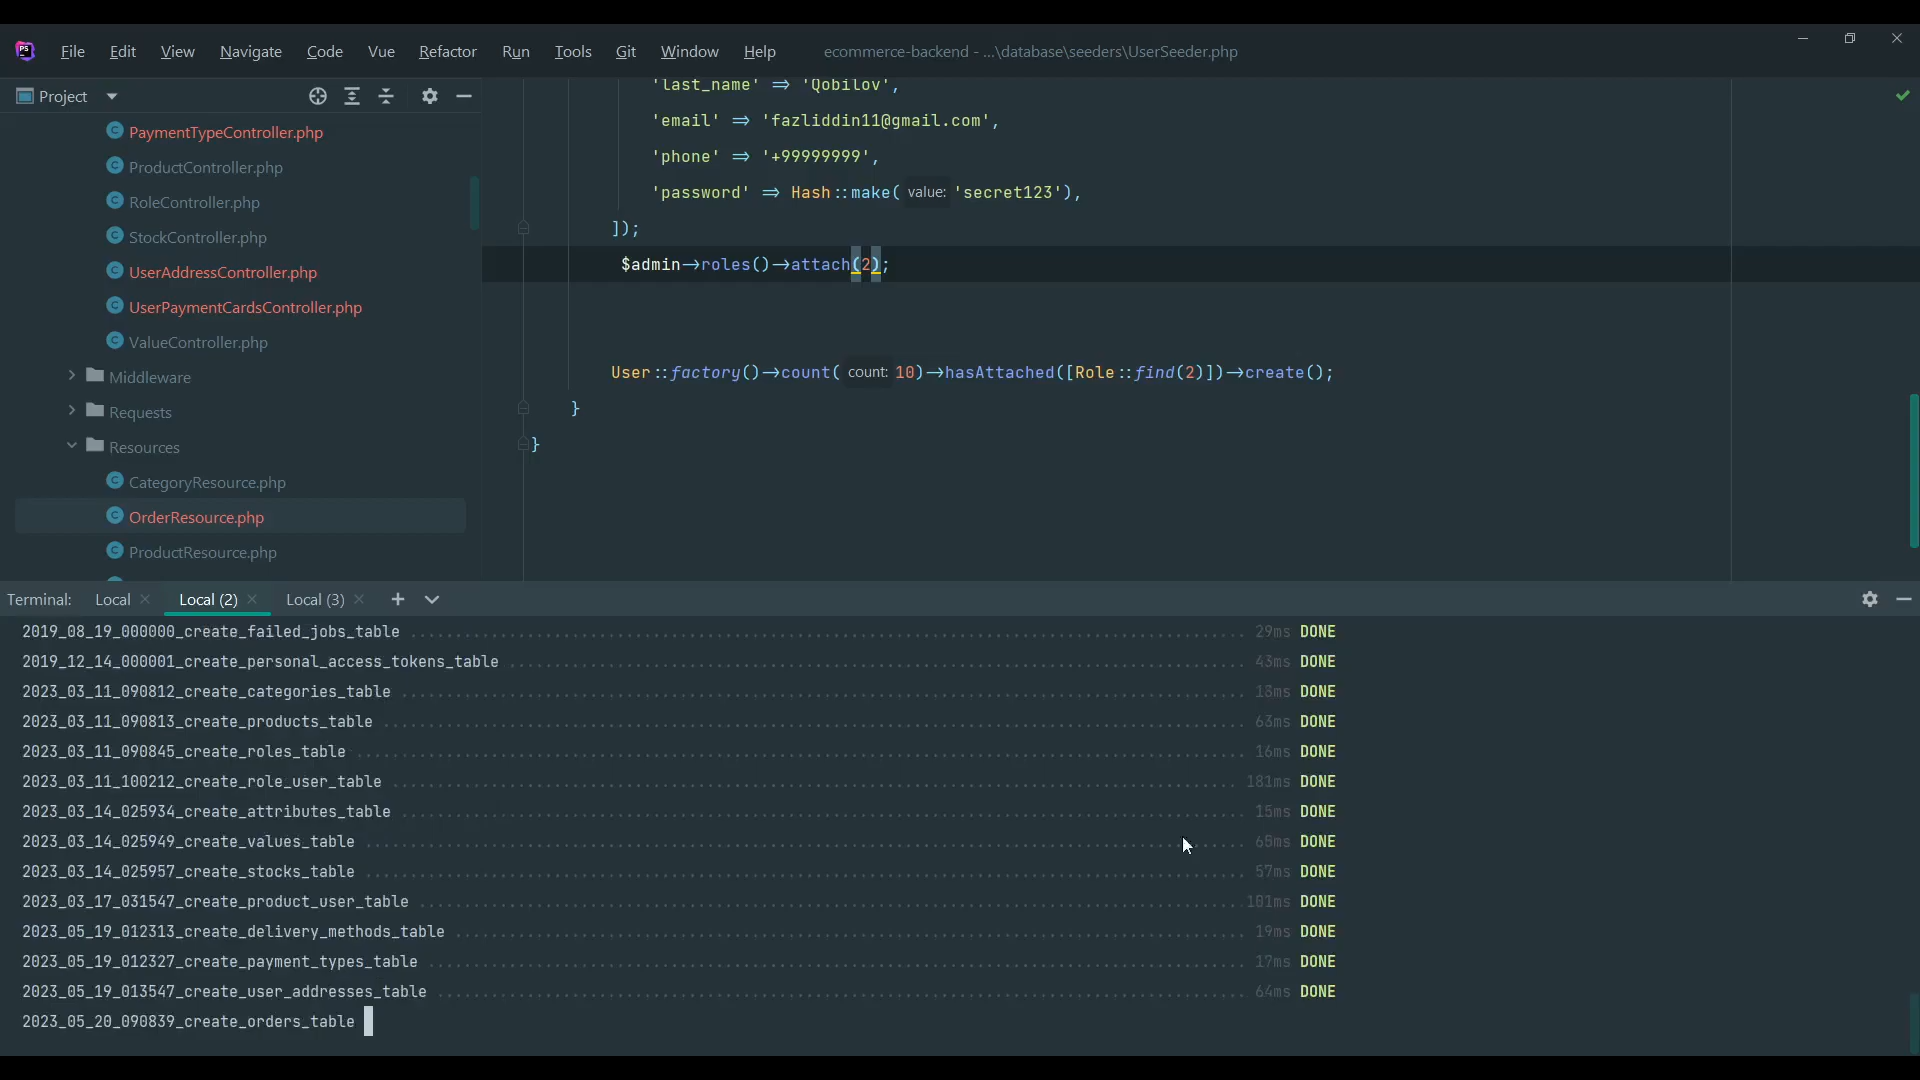 PS File Edit View Navigate Code Vue Refactor Run Tools Git Window Help ecommerce-backend - ...\database\seeders\UserSeeder.php
Project
PaymentTypeController.php
ProductController.php
RoleController.php
StockController.php
UserAddressController.php
UserPaymentCardsController.php
ValueController.php
Middleware
Requests
Resources
CategoryResource.php
OrderResource.php
ProductResource.php
'last_name' => 'Qobilov',
'email' => 'fazliddin11@gmail.com',
'phone' => '+99999999',
'password' => Hash::make( value: 'secret123'),
]);
$admin->roles()->attach(2);
User::factory()->count( count: 10)->hasAttached([Role::find(2)])->create();
}
}
Terminal: Local Local (2) Local (3)
2019_08_19_000000_create_failed_jobs_table 29ms DONE
2019_12_14_000001_create_personal_access_tokens_table 43ms DONE
2023_03_11_090812_create_categories_table 18ms DONE
2023_03_11_090813_create_products_table 63ms DONE
2023_03_11_090845_create_roles_table 16ms DONE
2023_03_11_100212_create_role_user_table 181ms DONE
2023_03_14_025934_create_attributes_table 15ms DONE
2023_03_14_025949_create_values_table 65ms DONE
2023_03_14_025957_create_stocks_table 57ms DONE
2023_03_17_031547_create_product_user_table 101ms DONE
2023_05_19_012313_create_delivery_methods_table 19ms DONE
2023_05_19_012327_create_payment_types_table 17ms DONE
2023_05_19_013547_create_user_addresses_table 64ms DONE
2023_05_20_090839_create_orders_table